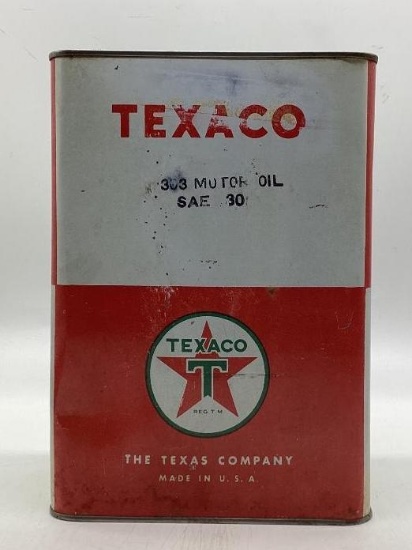 TEXACO
303 MOTOR OIL
SAE 30
TEXACO
T
REG. T M
THE TEXAS COMPANY
MADE IN U. S. A.